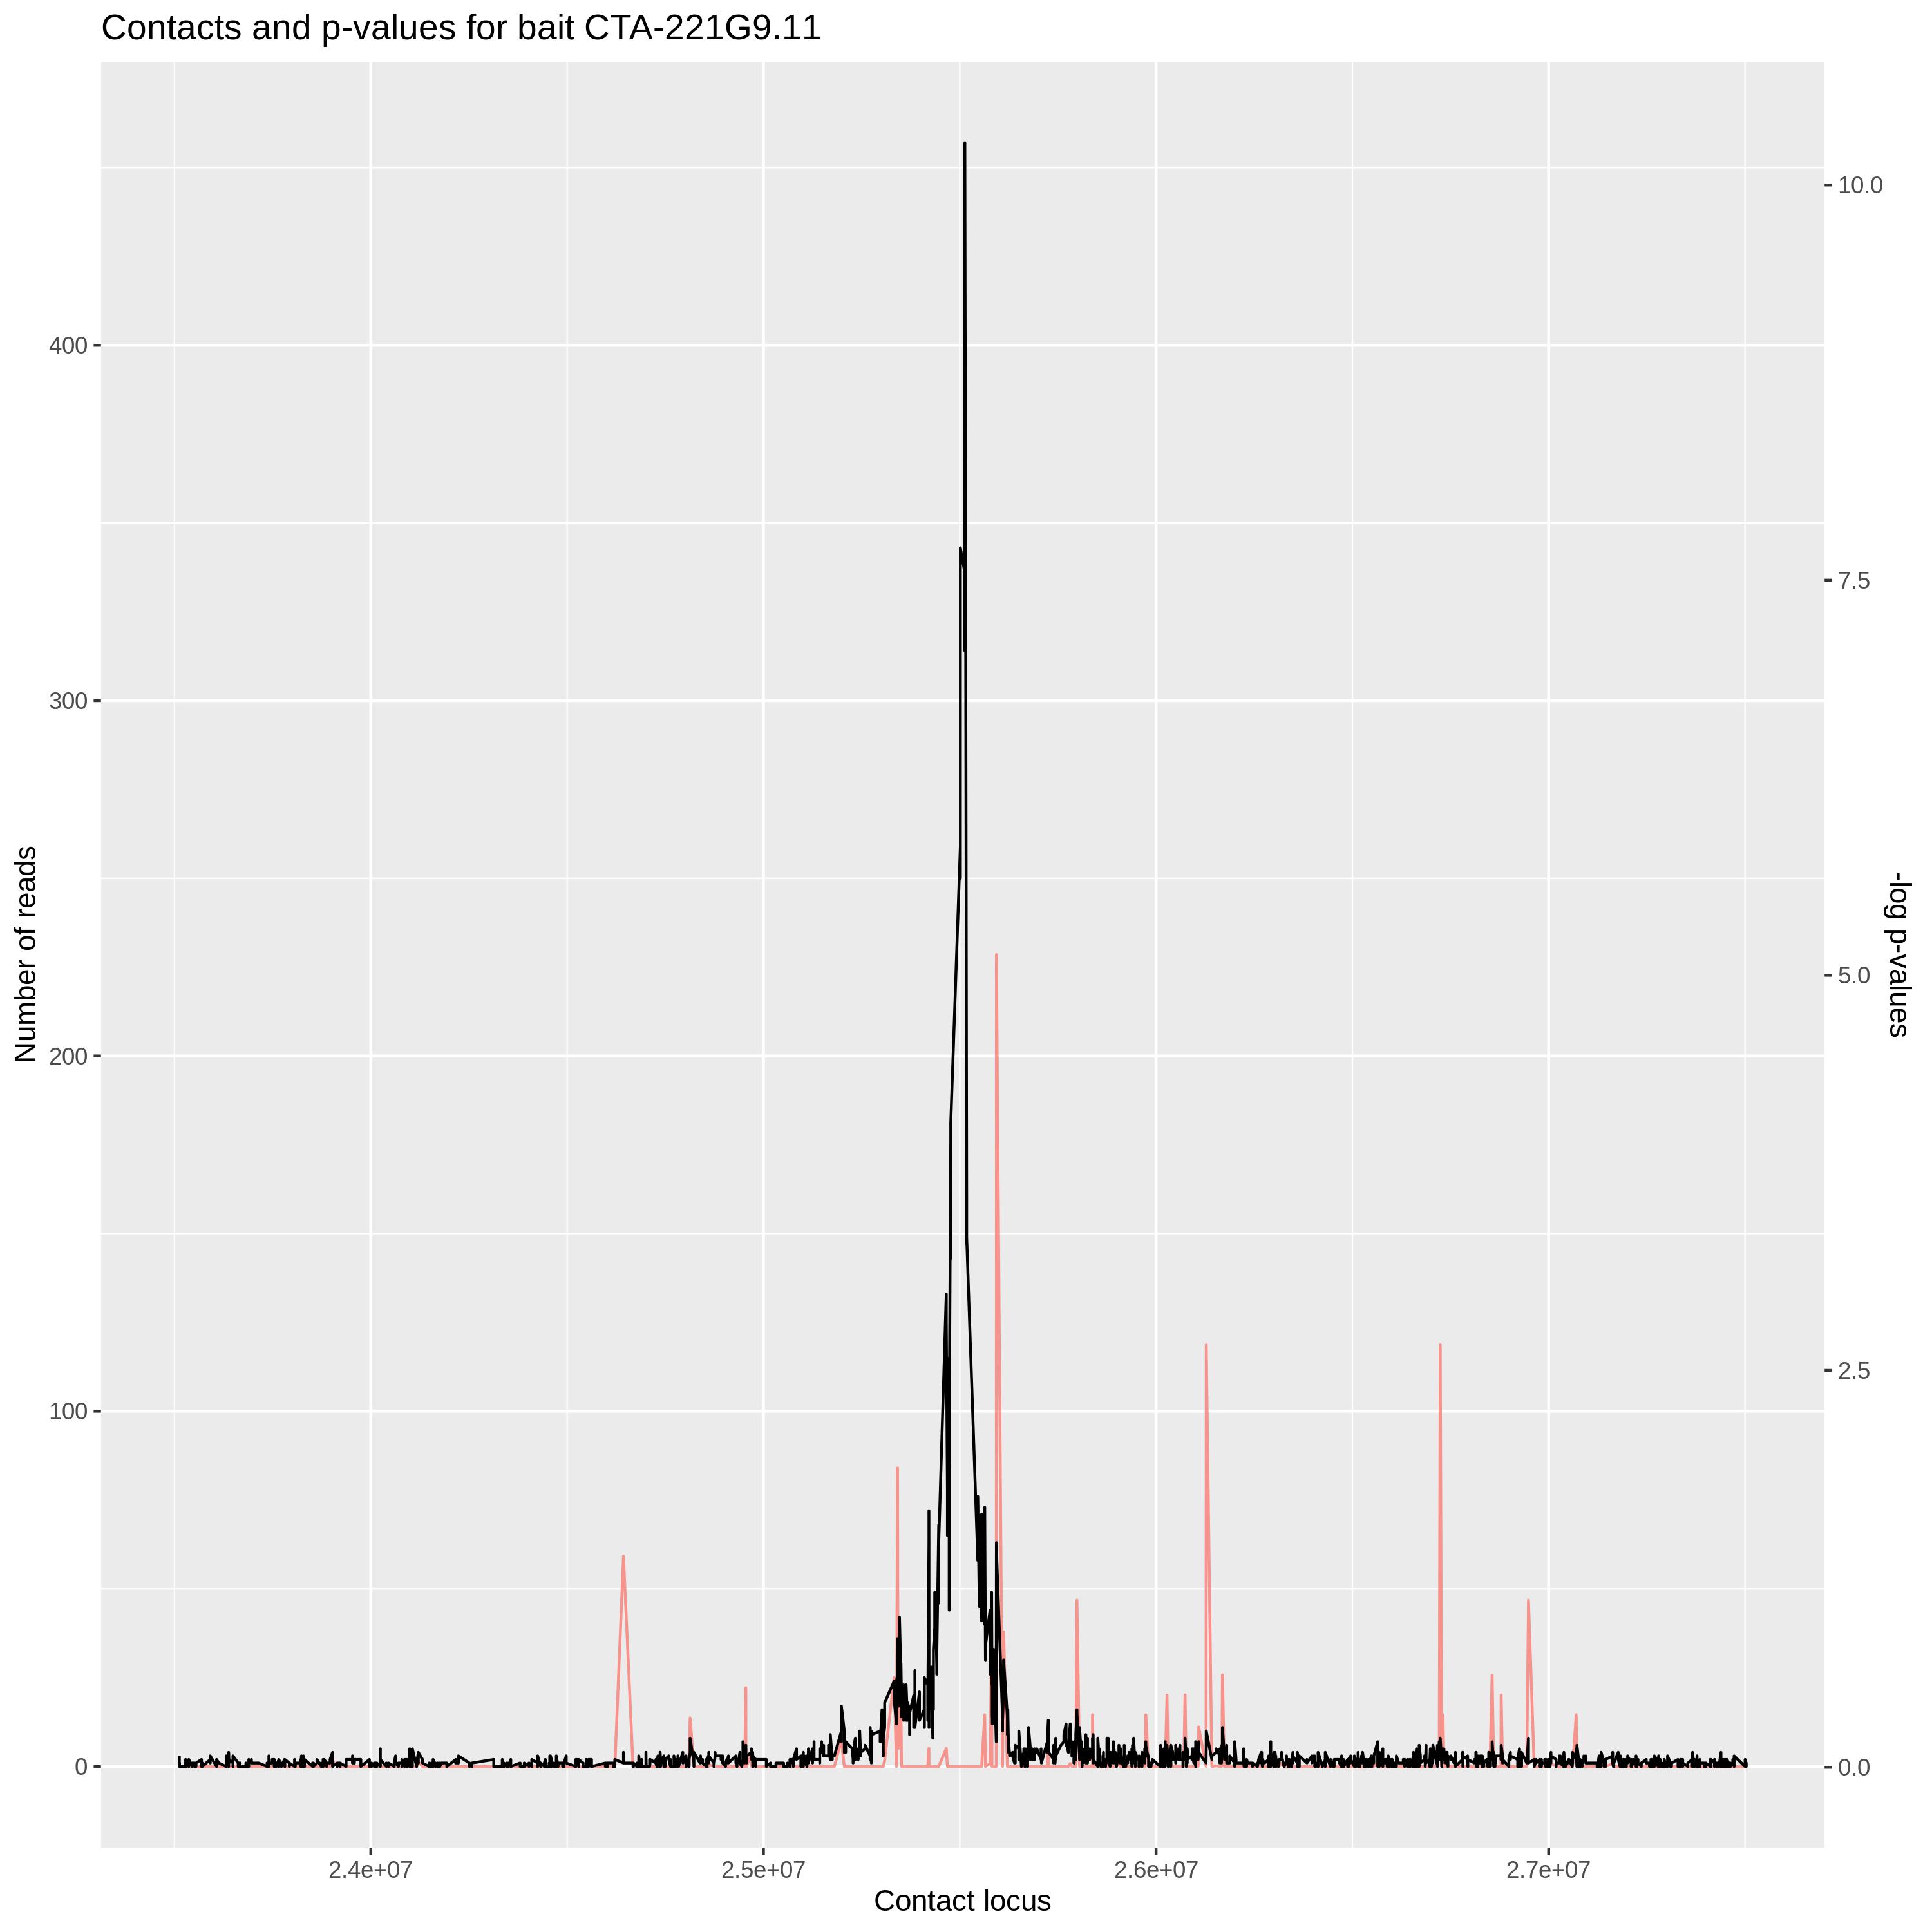 Contacts and p-values for bait CTA-221G9.11
Number of reads
400
300
200
100
0
10.0
7.5
5.0
2.5
0.0
-log p-values
2.4e+07
2.5e+07
2.6e+07
2.7e+07
Contact locus